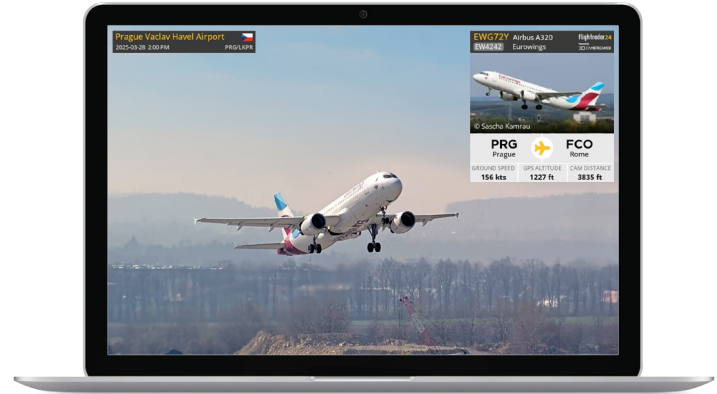 Prague Vaclav Havel Airport
2025-03-28 2:00 PM PRG/LKPR
EWG72Y Airbus A320 flightradar24
EW4242 Eurowings
© Sascha Kamrau
PRG FCO
Prague Rome
GROUND SPEED GPS ALTITUDE CAM DISTANCE
156 kts 1227 ft 3835 ft